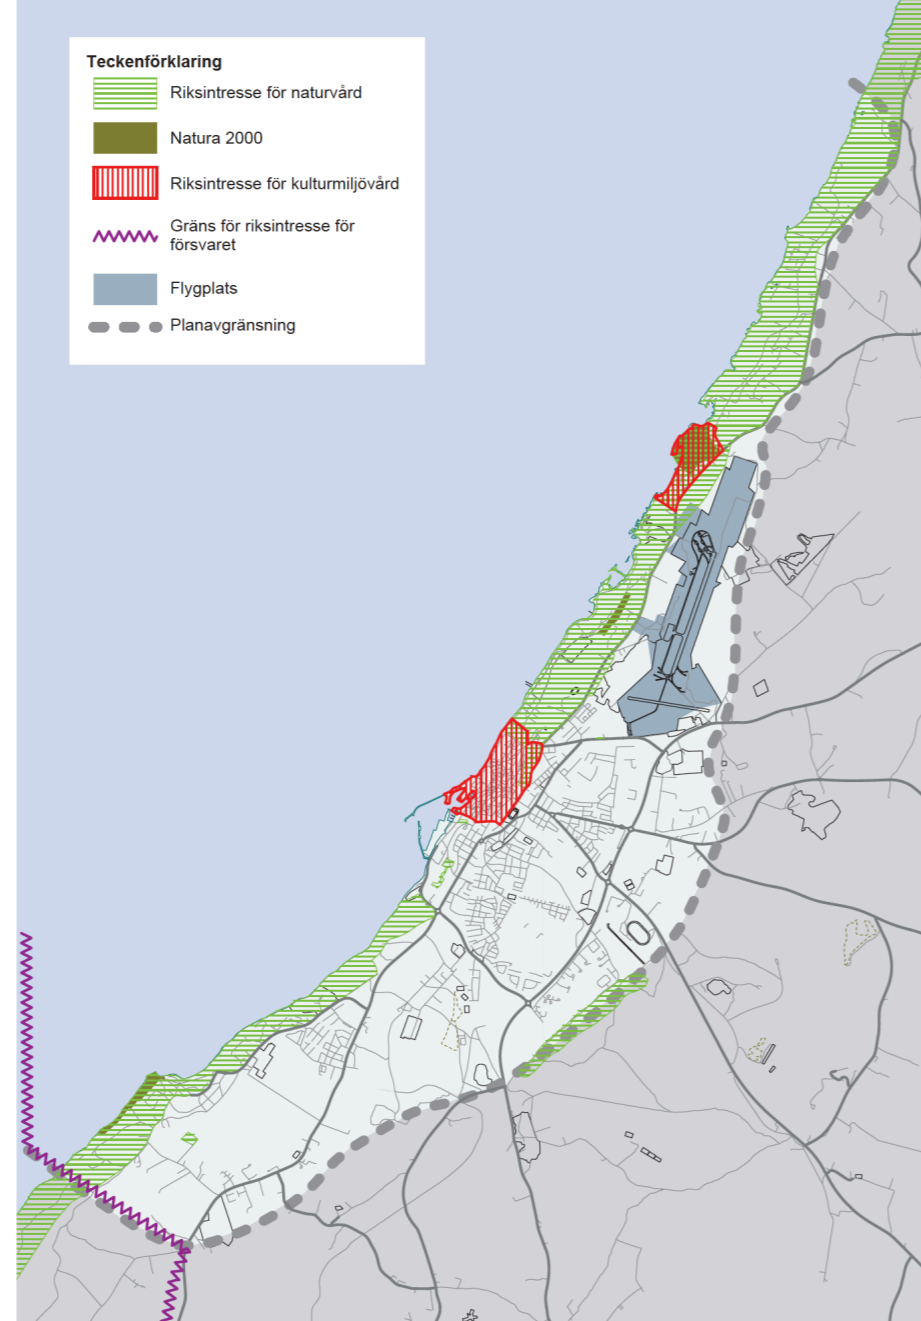 Teckenförklaring
Riksintresse för naturvård
Natura 2000
Riksintresse för kulturmiljövård
Gräns för riksintresse för
försvaret
Flygplats
Planavgränsning